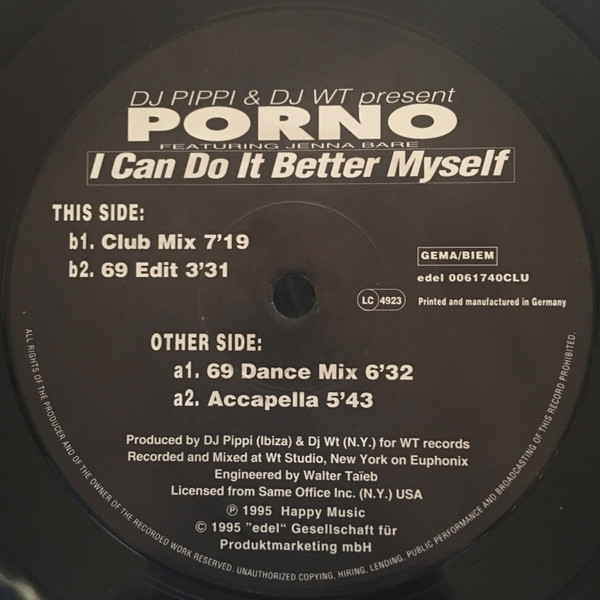 DJ PIPPI & DJ WT present
PORNO
FEATURING JENNA BARE
I Can Do It Better Myself
THIS SIDE:
b1. Club Mix 7'19
b2. 69 Edit 3'31
GEMA/BIEM
edel 0061740CLU
LC 4923
Printed and manufactured in Germany
OTHER SIDE:
a1. 69 Dance Mix 6'32
a2. Accapella 5'43
Produced by DJ Pippi (Ibiza) & Dj Wt (N.Y.) for WT records
Recorded and Mixed at Wt Studio, New York on Euphonix
Engineered by Walter Taïeb
Licensed from Same Office Inc. (N.Y.) USA
℗ 1995 Happy Music
© 1995 "edel" Gesellschaft für
Produktmarketing mbH
ALL RIGHTS OF THE PRODUCER AND OF THE OWNER OF THE RECORDED WORK RESERVED. UNAUTHORIZED COPYING, HIRING, LENDING, PUBLIC PERFORMANCE AND BROADCASTING OF THIS RECORD PROHIBITED.